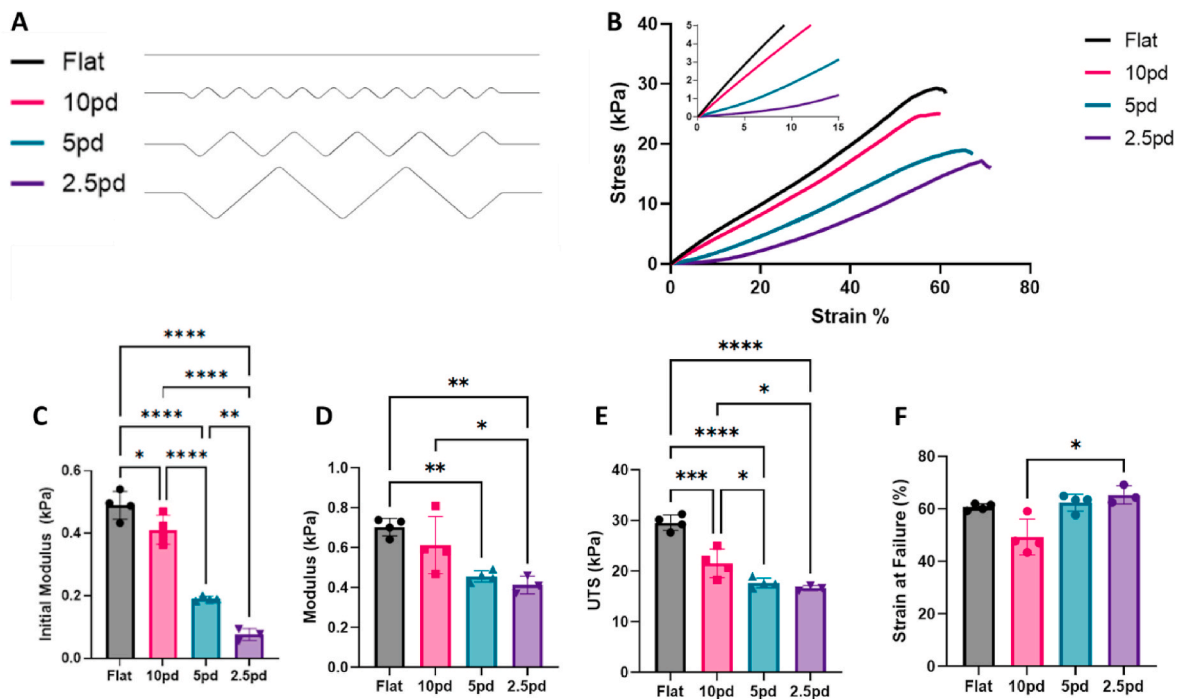 A
Flat
10pd
5pd
2.5pd
B
Stress (kPa)
40
30
20
10
0
0
20
40
60
80
Strain %
5
4
3
2
1
0
0
5
10
15
Flat
10pd
5pd
2.5pd
C
****
****
**** **
* ****
Initial Modulus (kPa)
0.6
0.4
0.2
0.0
Flat 10pd 5pd 2.5pd
D
**
*
**
Modulus (kPa)
1.0
0.8
0.6
0.4
0.2
0.0
Flat 10pd 5pd 2.5pd
E
****
*
****
*** *
UTS (kPa)
40
30
20
10
0
Flat 10pd 5pd 2.5pd
F
*
Strain at Failure (%)
80
60
40
20
0
Flat 10pd 5pd 2.5pd